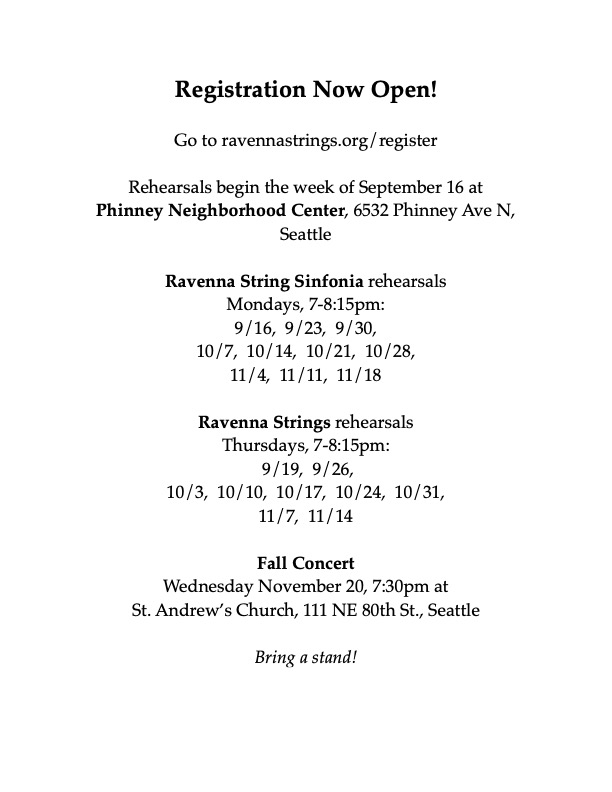 Registration Now Open!
Go to ravennastrings.org/register
Rehearsals begin the week of September 16 at
Phinney Neighborhood Center, 6532 Phinney Ave N,
Seattle
Ravenna String Sinfonia rehearsals
Mondays, 7-8:15pm:
9/16, 9/23, 9/30,
10/7, 10/14, 10/21, 10/28,
11/4, 11/11, 11/18
Ravenna Strings rehearsals
Thursdays, 7-8:15pm:
9/19, 9/26,
10/3, 10/10, 10/17, 10/24, 10/31,
11/7, 11/14
Fall Concert
Wednesday November 20, 7:30pm at
St. Andrew’s Church, 111 NE 80th St., Seattle
Bring a stand!